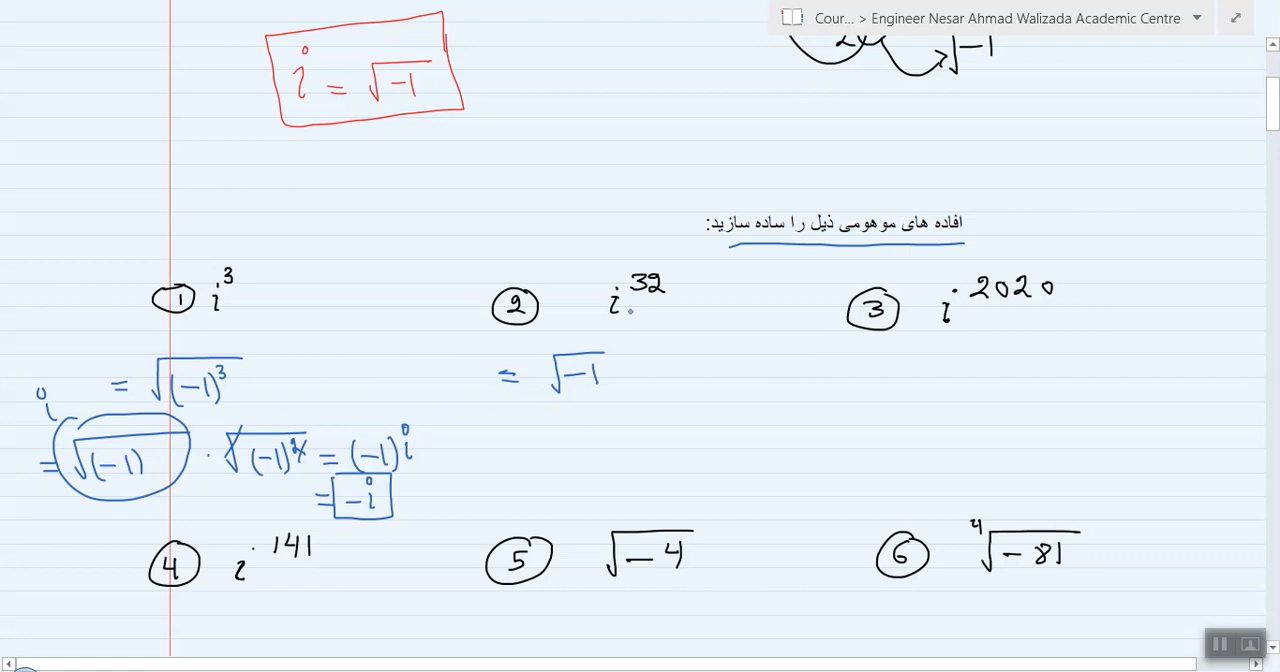 Cour... > Engineer Nesar Ahmad Walizada Academic Centre
i = √-1
√-1
افاده های موهومی ذیل را ساده سازید:
① i³ ② i³² ③ i²⁰²⁰
= √(-1)³ = √-1
i
= √(-1) · √(-1)² = (-1)i
= -i
④ i¹⁴¹ ⑤ √-4 ⑥ ⁴√-81